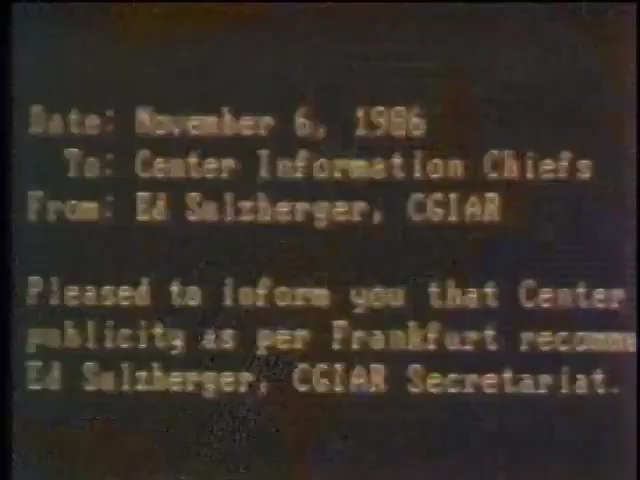 Date: November 6, 1986
To: Center Information Chiefs
From: Ed Sulzberger, CGIAR
Pleased to inform you that Center
publicity as per Frankfurt recomme
Ed Sulzberger, CGIAR Secretariat.